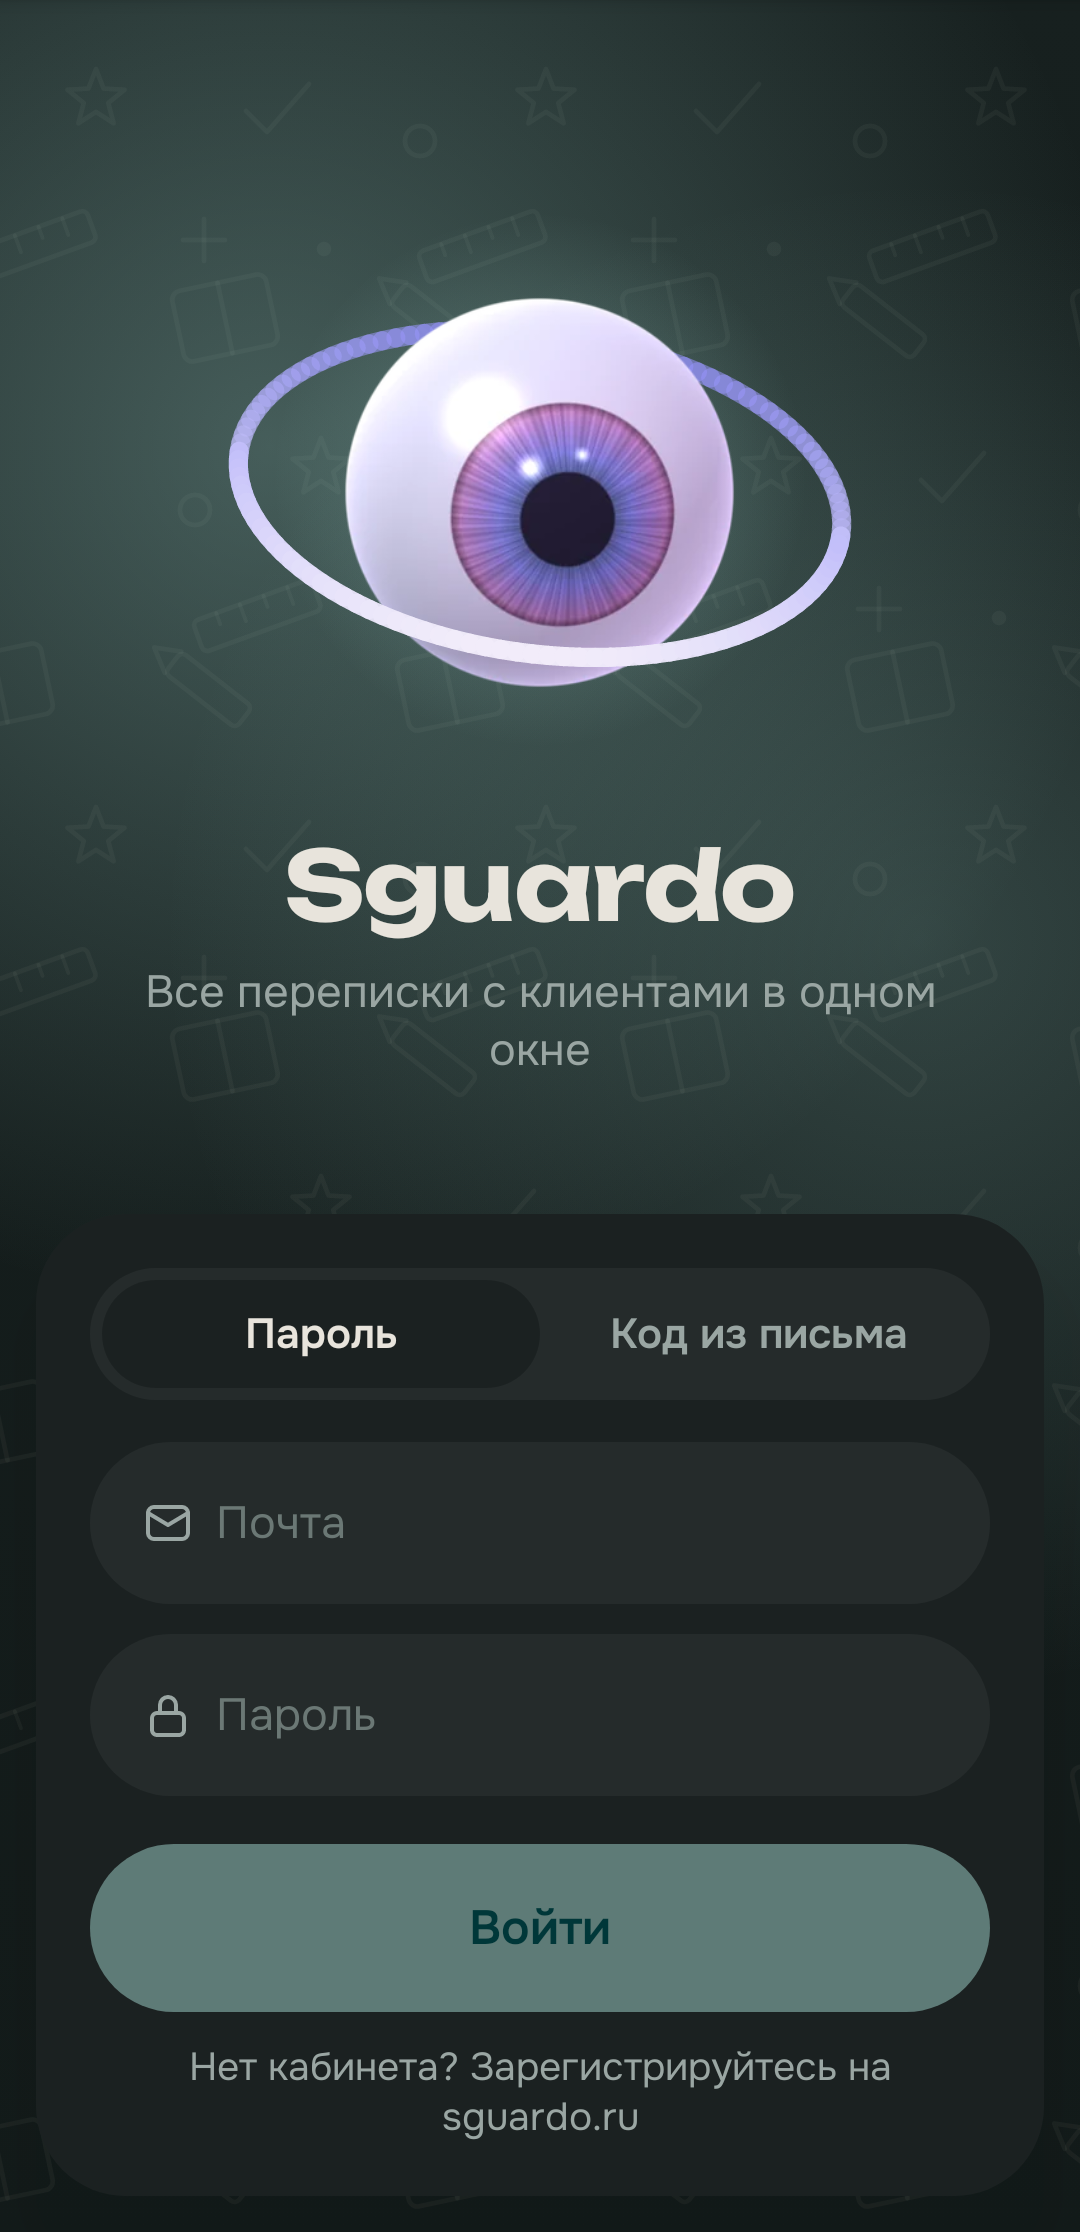 Sguardo
Все переписки с клиентами в одном
окне
Пароль
Код из письма
Почта
Пароль
Войти
Нет кабинета? Зарегистрируйтесь на
sguardo.ru